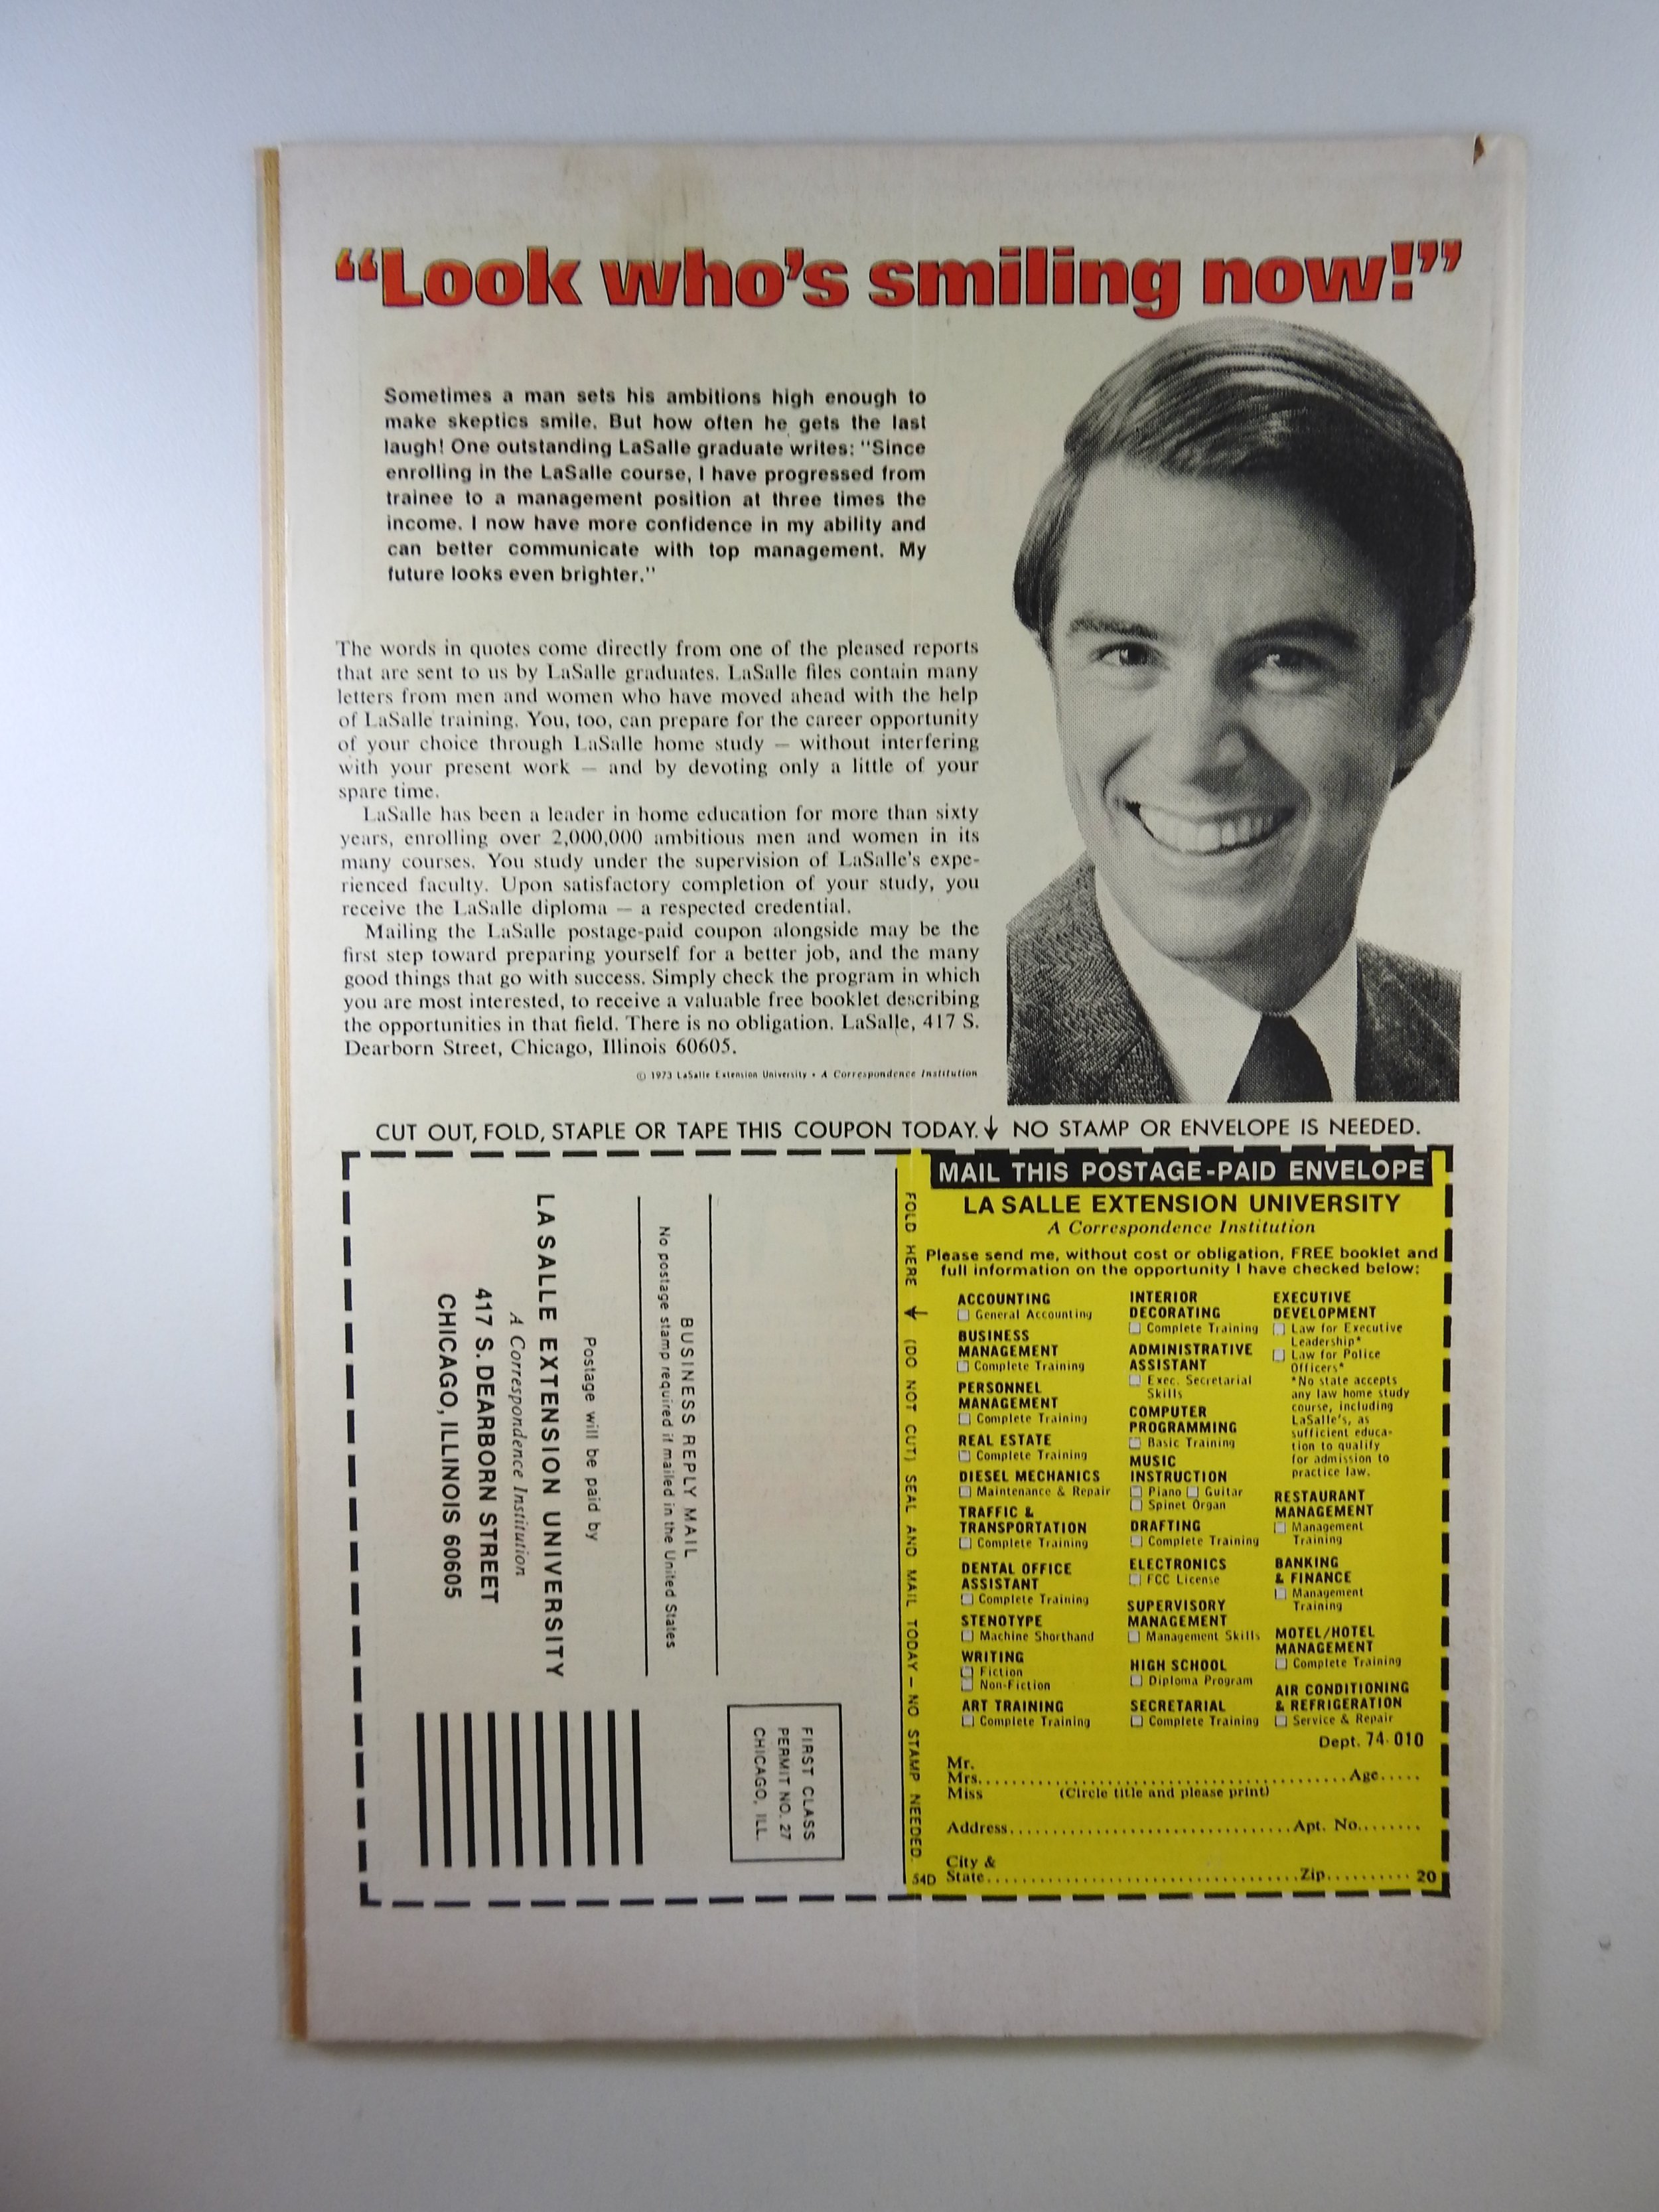 “Look who’s smiling now!”
Sometimes a man sets his ambitions high enough to
make skeptics smile. But how often he gets the last
laugh! One outstanding LaSalle graduate writes: "Since
enrolling in the LaSalle course, I have progressed from
trainee to a management position at three times the
income. I now have more confidence in my ability and
can better communicate with top management. My
future looks even brighter."
The words in quotes come directly from one of the pleased reports
that are sent to us by LaSalle graduates. LaSalle files contain many
letters from men and women who have moved ahead with the help
of LaSalle training. You, too, can prepare for the career opportunity
of your choice through LaSalle home study — without interfering
with your present work — and by devoting only a little of your
spare time.
LaSalle has been a leader in home education for more than sixty
years, enrolling over 2,000,000 ambitious men and women in its
many courses. You study under the supervision of LaSalle's expe-
rienced faculty. Upon satisfactory completion of your study, you
receive the LaSalle diploma — a respected credential.
Mailing the LaSalle postage-paid coupon alongside may be the
first step toward preparing yourself for a better job, and the many
good things that go with success. Simply check the program in which
you are most interested, to receive a valuable free booklet describing
the opportunities in that field. There is no obligation. LaSalle, 417 S.
Dearborn Street, Chicago, Illinois 60605.
© 1973 LaSalle Extension University • A Correspondence Institution
CUT OUT, FOLD, STAPLE OR TAPE THIS COUPON TODAY. ↓ NO STAMP OR ENVELOPE IS NEEDED.
FIRST CLASS
PERMIT NO. 27
CHICAGO, ILL.
BUSINESS REPLY MAIL
No postage stamp required if mailed in the United States
Postage will be paid by
LA SALLE EXTENSION UNIVERSITY
A Correspondence Institution
417 S. DEARBORN STREET
CHICAGO, ILLINOIS 60605
FOLD HERE ↓ (DO NOT CUT) SEAL AND MAIL TODAY — NO STAMP NEEDED.
MAIL THIS POSTAGE-PAID ENVELOPE
LA SALLE EXTENSION UNIVERSITY
A Correspondence Institution
Please send me, without cost or obligation, FREE booklet and
full information on the opportunity I have checked below:
ACCOUNTING
☐ General Accounting
BUSINESS
MANAGEMENT
☐ Complete Training
PERSONNEL
MANAGEMENT
☐ Complete Training
REAL ESTATE
☐ Complete Training
DIESEL MECHANICS
☐ Maintenance & Repair
TRAFFIC &
TRANSPORTATION
☐ Complete Training
DENTAL OFFICE
ASSISTANT
☐ Complete Training
STENOTYPE
☐ Machine Shorthand
WRITING
☐ Fiction
☐ Non-Fiction
ART TRAINING
☐ Complete Training
INTERIOR
DECORATING
☐ Complete Training
ADMINISTRATIVE
ASSISTANT
☐ Exec. Secretarial
Skills
COMPUTER
PROGRAMMING
☐ Basic Training
MUSIC
INSTRUCTION
☐ Piano ☐ Guitar
☐ Spinet Organ
DRAFTING
☐ Complete Training
ELECTRONICS
☐ FCC License
SUPERVISORY
MANAGEMENT
☐ Management Skills
HIGH SCHOOL
☐ Diploma Program
SECRETARIAL
☐ Complete Training
EXECUTIVE
DEVELOPMENT
☐ Law for Executive
Leadership*
☐ Law for Police
Officers*
*No state accepts
any law home study
course, including
LaSalle's, as
sufficient educa-
tion to qualify
for admission to
practice law.
RESTAURANT
MANAGEMENT
☐ Management
Training
BANKING
& FINANCE
☐ Management
Training
MOTEL/HOTEL
MANAGEMENT
☐ Complete Training
AIR CONDITIONING
& REFRIGERATION
☐ Service & Repair
Dept. 74-010
Mr.
Mrs. Age
Miss (Circle title and please print)
Address Apt. No.
City &
State Zip 20
54D